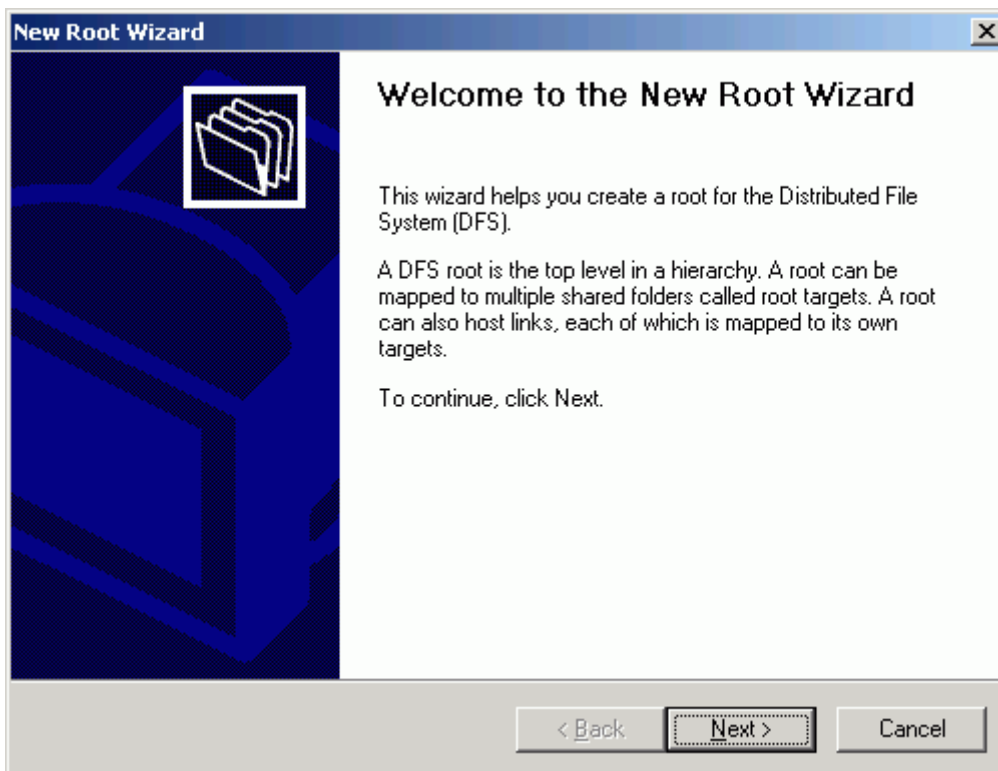 New Root Wizard
Welcome to the New Root Wizard
This wizard helps you create a root for the Distributed File
System (DFS).
A DFS root is the top level in a hierarchy. A root can be
mapped to multiple shared folders called root targets. A root
can also host links, each of which is mapped to its own
targets.
To continue, click Next.
< Back
Next >
Cancel